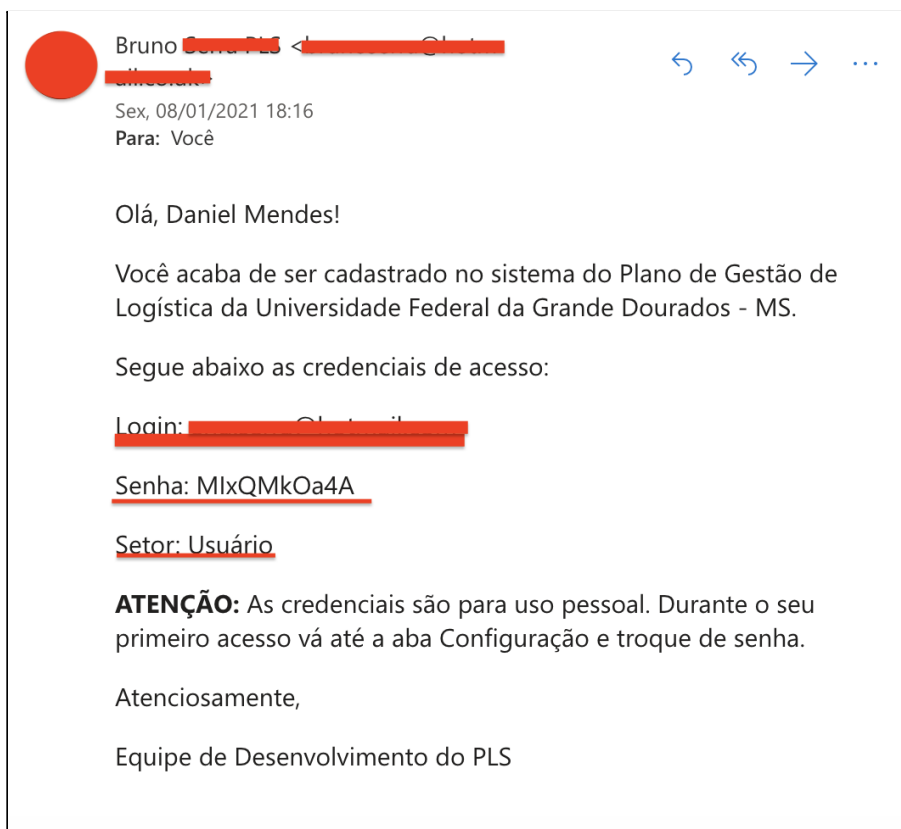 Bruno
Sex, 08/01/2021 18:16
Para: Você
Olá, Daniel Mendes!
Você acaba de ser cadastrado no sistema do Plano de Gestão de
Logística da Universidade Federal da Grande Dourados - MS.
Segue abaixo as credenciais de acesso:
Login:
Senha: MIxQMkOa4A
Setor: Usuário
ATENÇÃO: As credenciais são para uso pessoal. Durante o seu
primeiro acesso vá até a aba Configuração e troque de senha.
Atenciosamente,
Equipe de Desenvolvimento do PLS